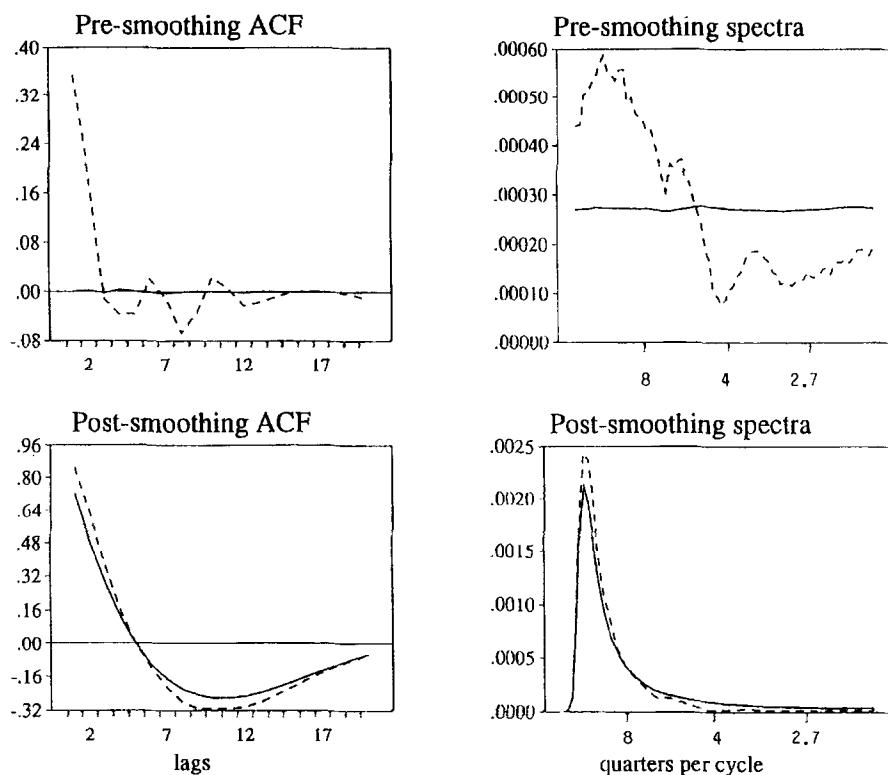 Pre-smoothing ACF
.40
.32
.24
.16
.08
.00
-.08
2 7 12 17
Pre-smoothing spectra
.00060
.00050
.00040
.00030
.00020
.00010
.00000
8 4 2.7
Post-smoothing ACF
.96
.80
.64
.48
.32
.16
.00
-.16
-.32
2 7 12 17
lags
Post-smoothing spectra
.0025
.0020
.0015
.0010
.0005
.0000
8 4 2.7
quarters per cycle